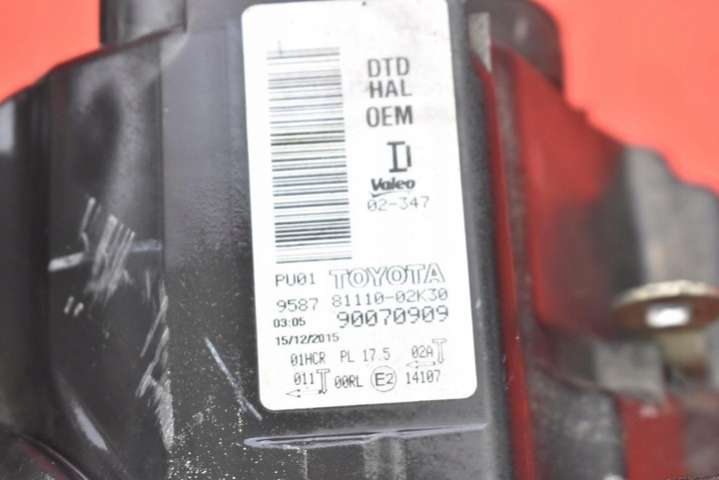 DTD
HAL
OEM
D
Valeo
02-347
PU01 TOYOTA
9587 81110-02K30
03:05 90070909
15/12/2015
01HCR PL 17.5 02A
011 00RL E2 14107